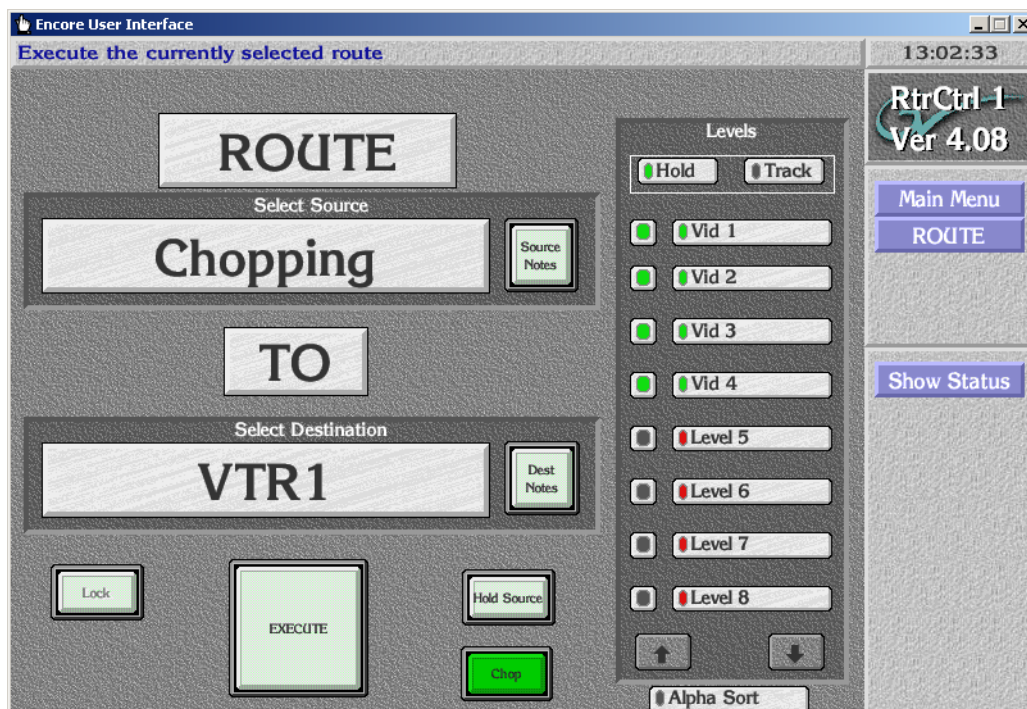 Encore User Interface
Execute the currently selected route
13:02:33
RtrCtrl 1
Ver 4.08
Main Menu
ROUTE
Show Status
ROUTE
Select Source
Chopping
Source
Notes
TO
Select Destination
VTR1
Dest
Notes
Lock
EXECUTE
Hold Source
Chop
Levels
Hold
Track
Vid 1
Vid 2
Vid 3
Vid 4
Level 5
Level 6
Level 7
Level 8
Alpha Sort